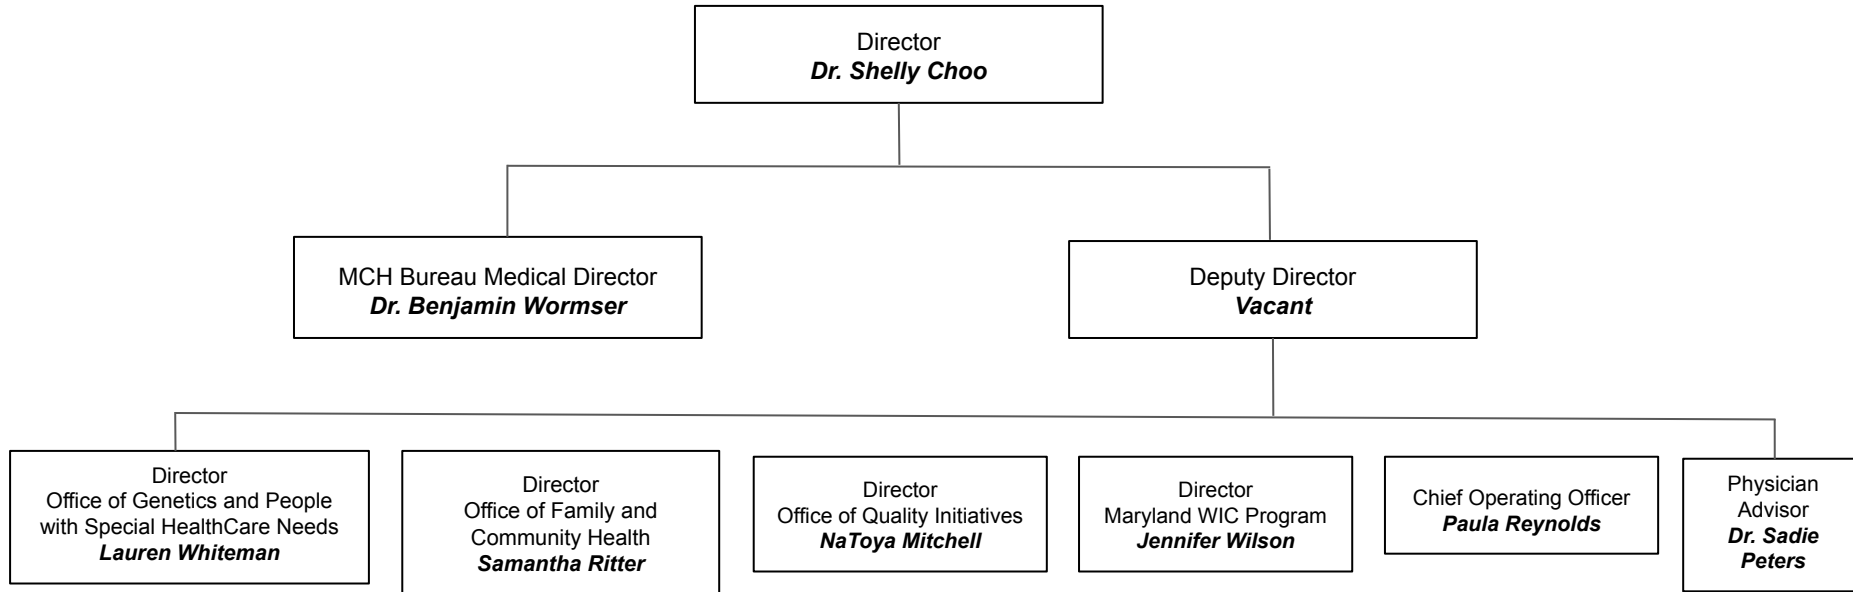 Director
Dr. Shelly Choo
MCH Bureau Medical Director
Dr. Benjamin Wormser
Deputy Director
Vacant
Director
Office of Genetics and People
with Special HealthCare Needs
Lauren Whiteman
Director
Office of Family and
Community Health
Samantha Ritter
Director
Office of Quality Initiatives
NaToya Mitchell
Director
Maryland WIC Program
Jennifer Wilson
Chief Operating Officer
Paula Reynolds
Physician
Advisor
Dr. Sadie
Peters